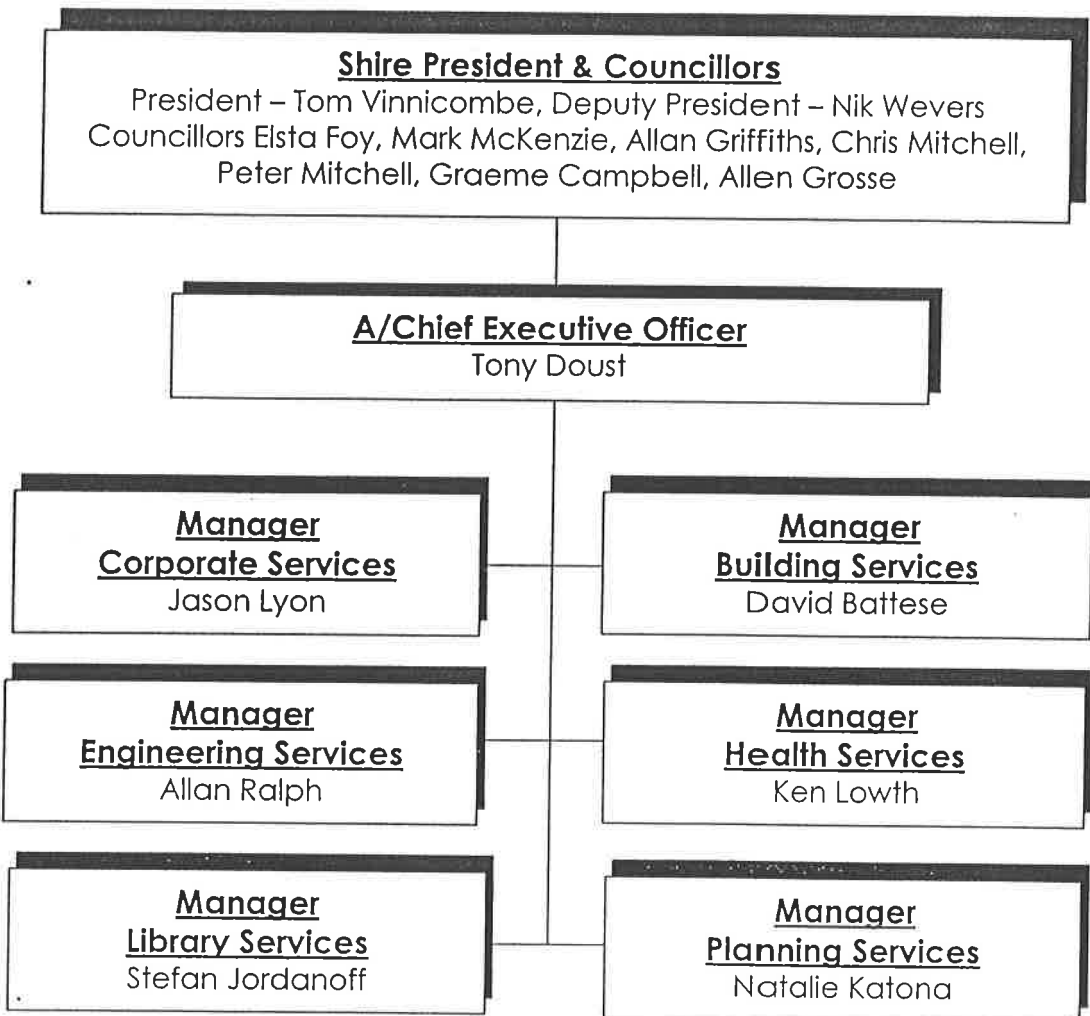 Shire President & Councillors
President – Tom Vinnicombe, Deputy President – Nik Wevers
Councillors Elsta Foy, Mark McKenzie, Allan Griffiths, Chris Mitchell,
Peter Mitchell, Graeme Campbell, Allen Grosse
A/Chief Executive Officer
Tony Doust
Manager
Corporate Services
Jason Lyon
Manager
Building Services
David Battese
Manager
Engineering Services
Allan Ralph
Manager
Health Services
Ken Lowth
Manager
Library Services
Stefan Jordanoff
Manager
Planning Services
Natalie Katona